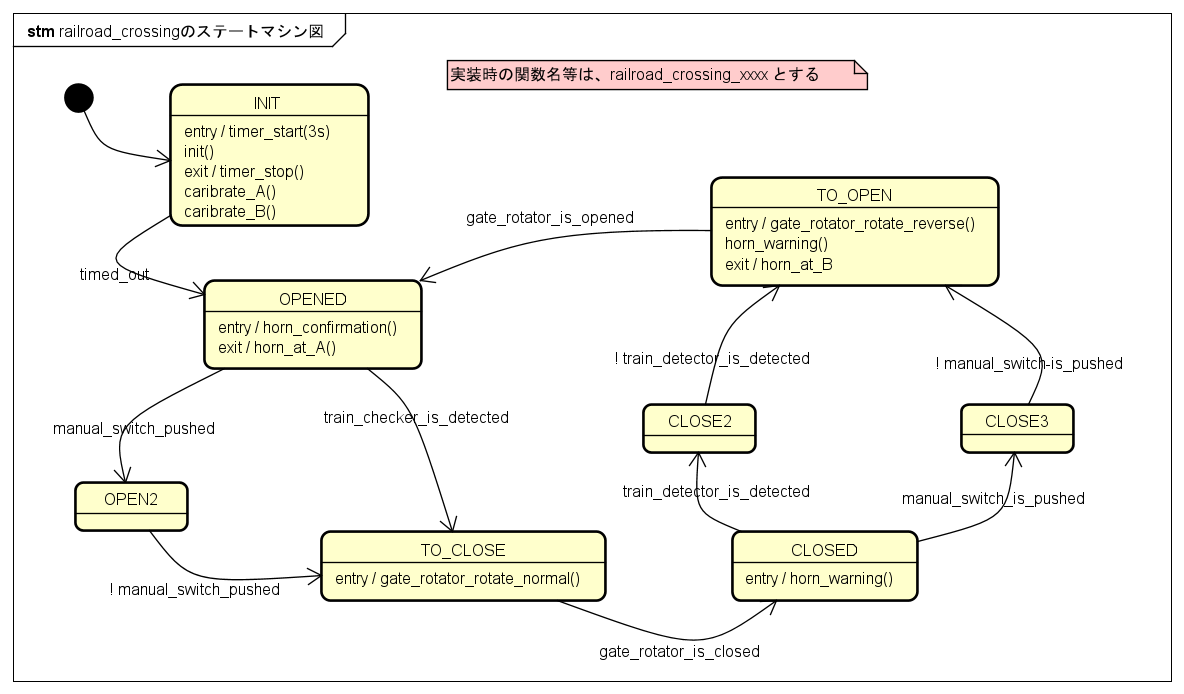 stm railroad_crossingのステートマシン図
実装時の関数名等は、railroad_crossing_xxxx とする
INIT
entry / timer_start(3s)
init()
exit / timer_stop()
caribrate_A()
caribrate_B()
TO_OPEN
entry / gate_rotator_rotate_reverse()
horn_warning()
exit / horn_at_B
gate_rotator_is_opened
timed_out
OPENED
entry / horn_confirmation()
exit / horn_at_A()
! train_detector_is_detected
! manual_switch-is_pushed
train_checker_is_detected
manual_switch_pushed
CLOSE2
CLOSE3
OPEN2
train_detector_is_detected
manual_switch_is_pushed
TO_CLOSE
entry / gate_rotator_rotate_normal()
CLOSED
entry / horn_warning()
! manual_switch_pushed
gate_rotator_is_closed